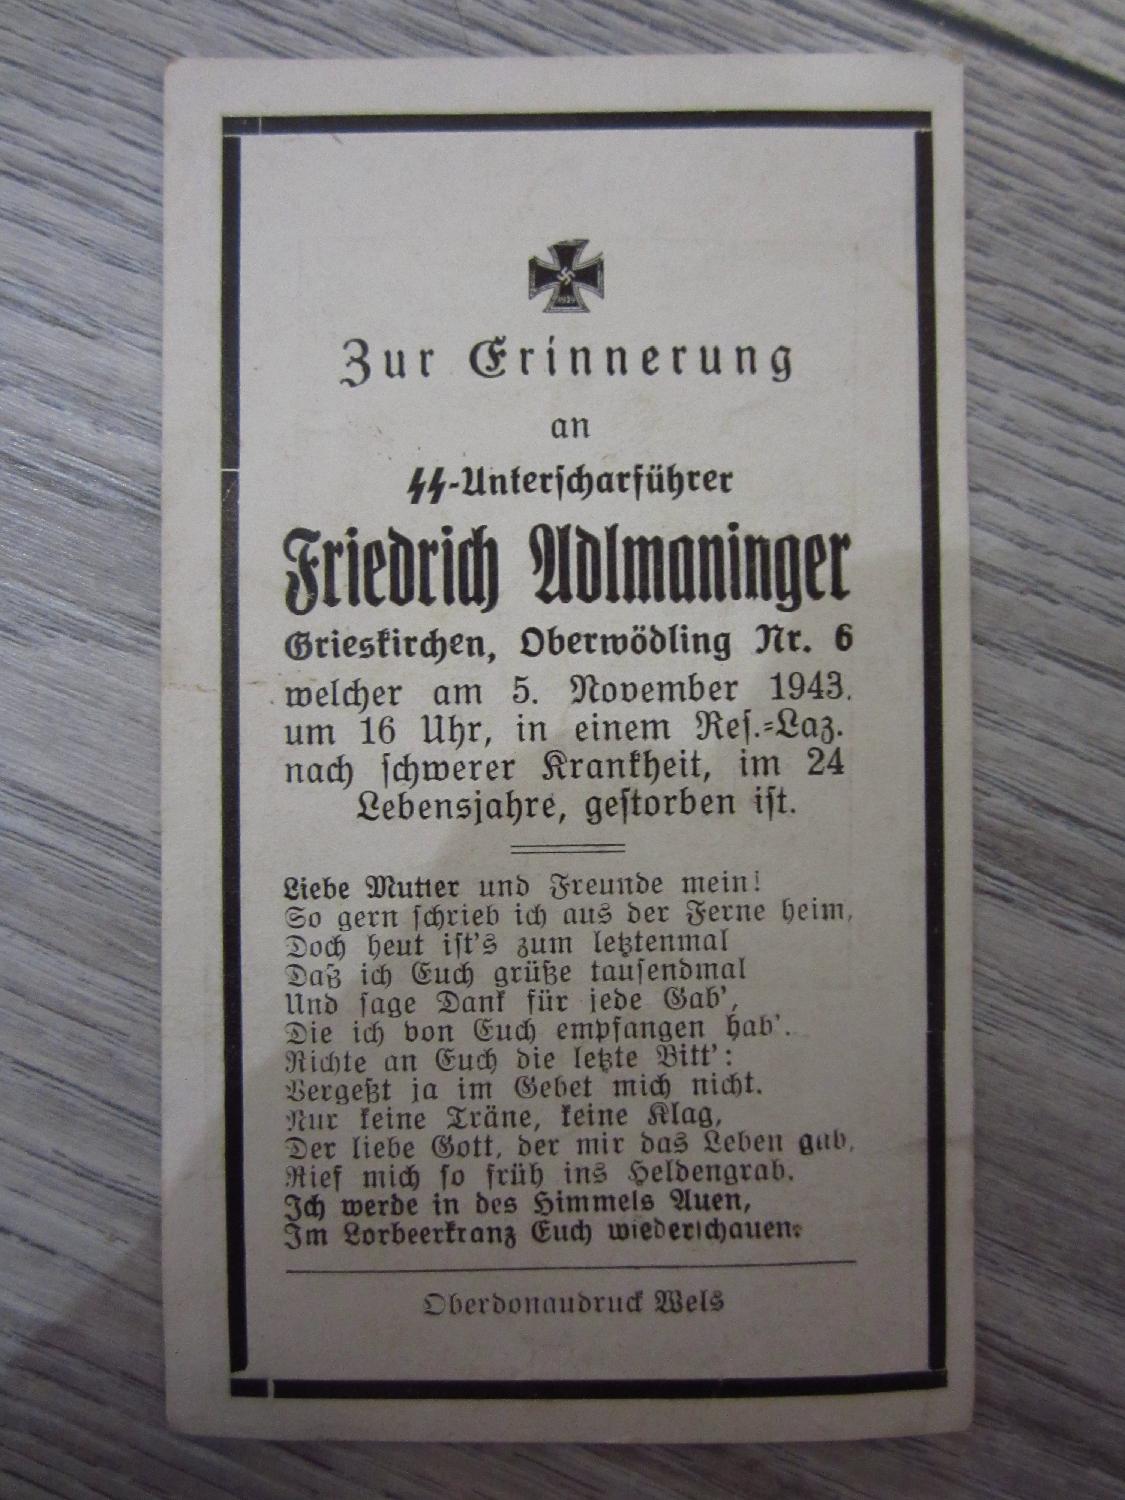 1939
Zur Erinnerung
an
SS-Unterscharführer
Friedrich Adlmaninger
Grieskirchen, Oberwödling Nr. 6
welcher am 5. November 1943,
um 16 Uhr, in einem Res.-Laz.
nach schwerer Krankheit, im 24
Lebensjahre, gestorben ist.
Liebe Mutter und Freunde mein!
So gern schrieb ich aus der Ferne heim,
Doch heut ist's zum letztenmal
Daß ich Euch grüße tausendmal
Und sage Dank für jede Gab',
Die ich von Euch empfangen hab'.
Richte an Euch die letzte Bitt':
Vergeßt ja im Gebet mich nicht.
Nur keine Träne, keine Klag,
Der liebe Gott, der mir das Leben gab,
Rief mich so früh ins Heldengrab.
Ich werde in des Himmels Auen,
Im Lorbeerkranz Euch wiederschauen.
Oberdonaudruck Wels